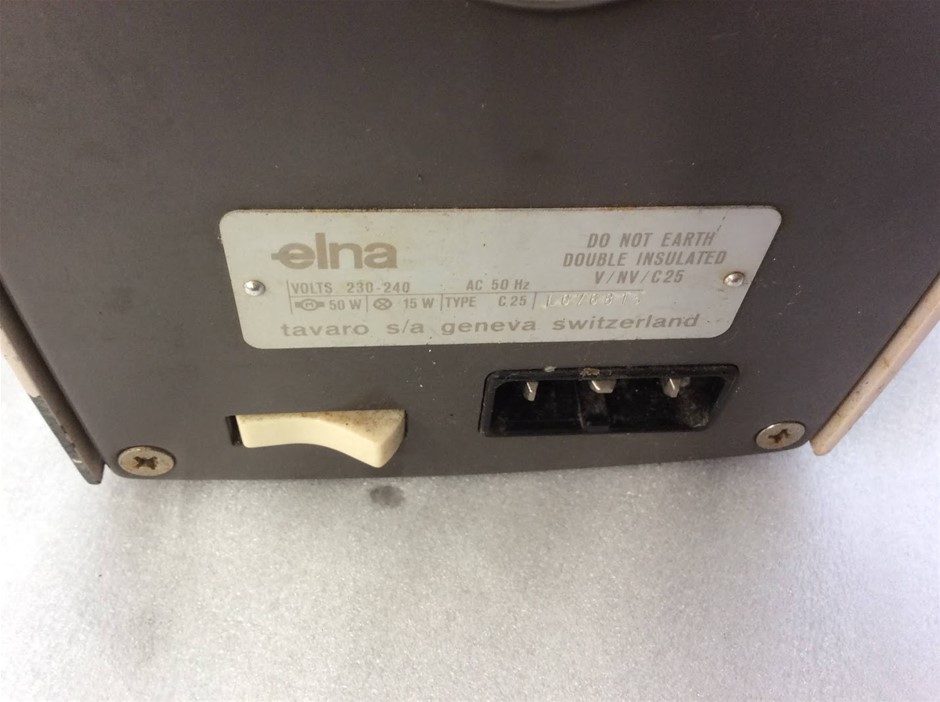 elna
DO NOT EARTH
DOUBLE INSULATED
V/NV/C25
VOLTS 230-240 AC 50 Hz
50 W 15 W TYPE C 25
tavaro s/a geneva switzerland